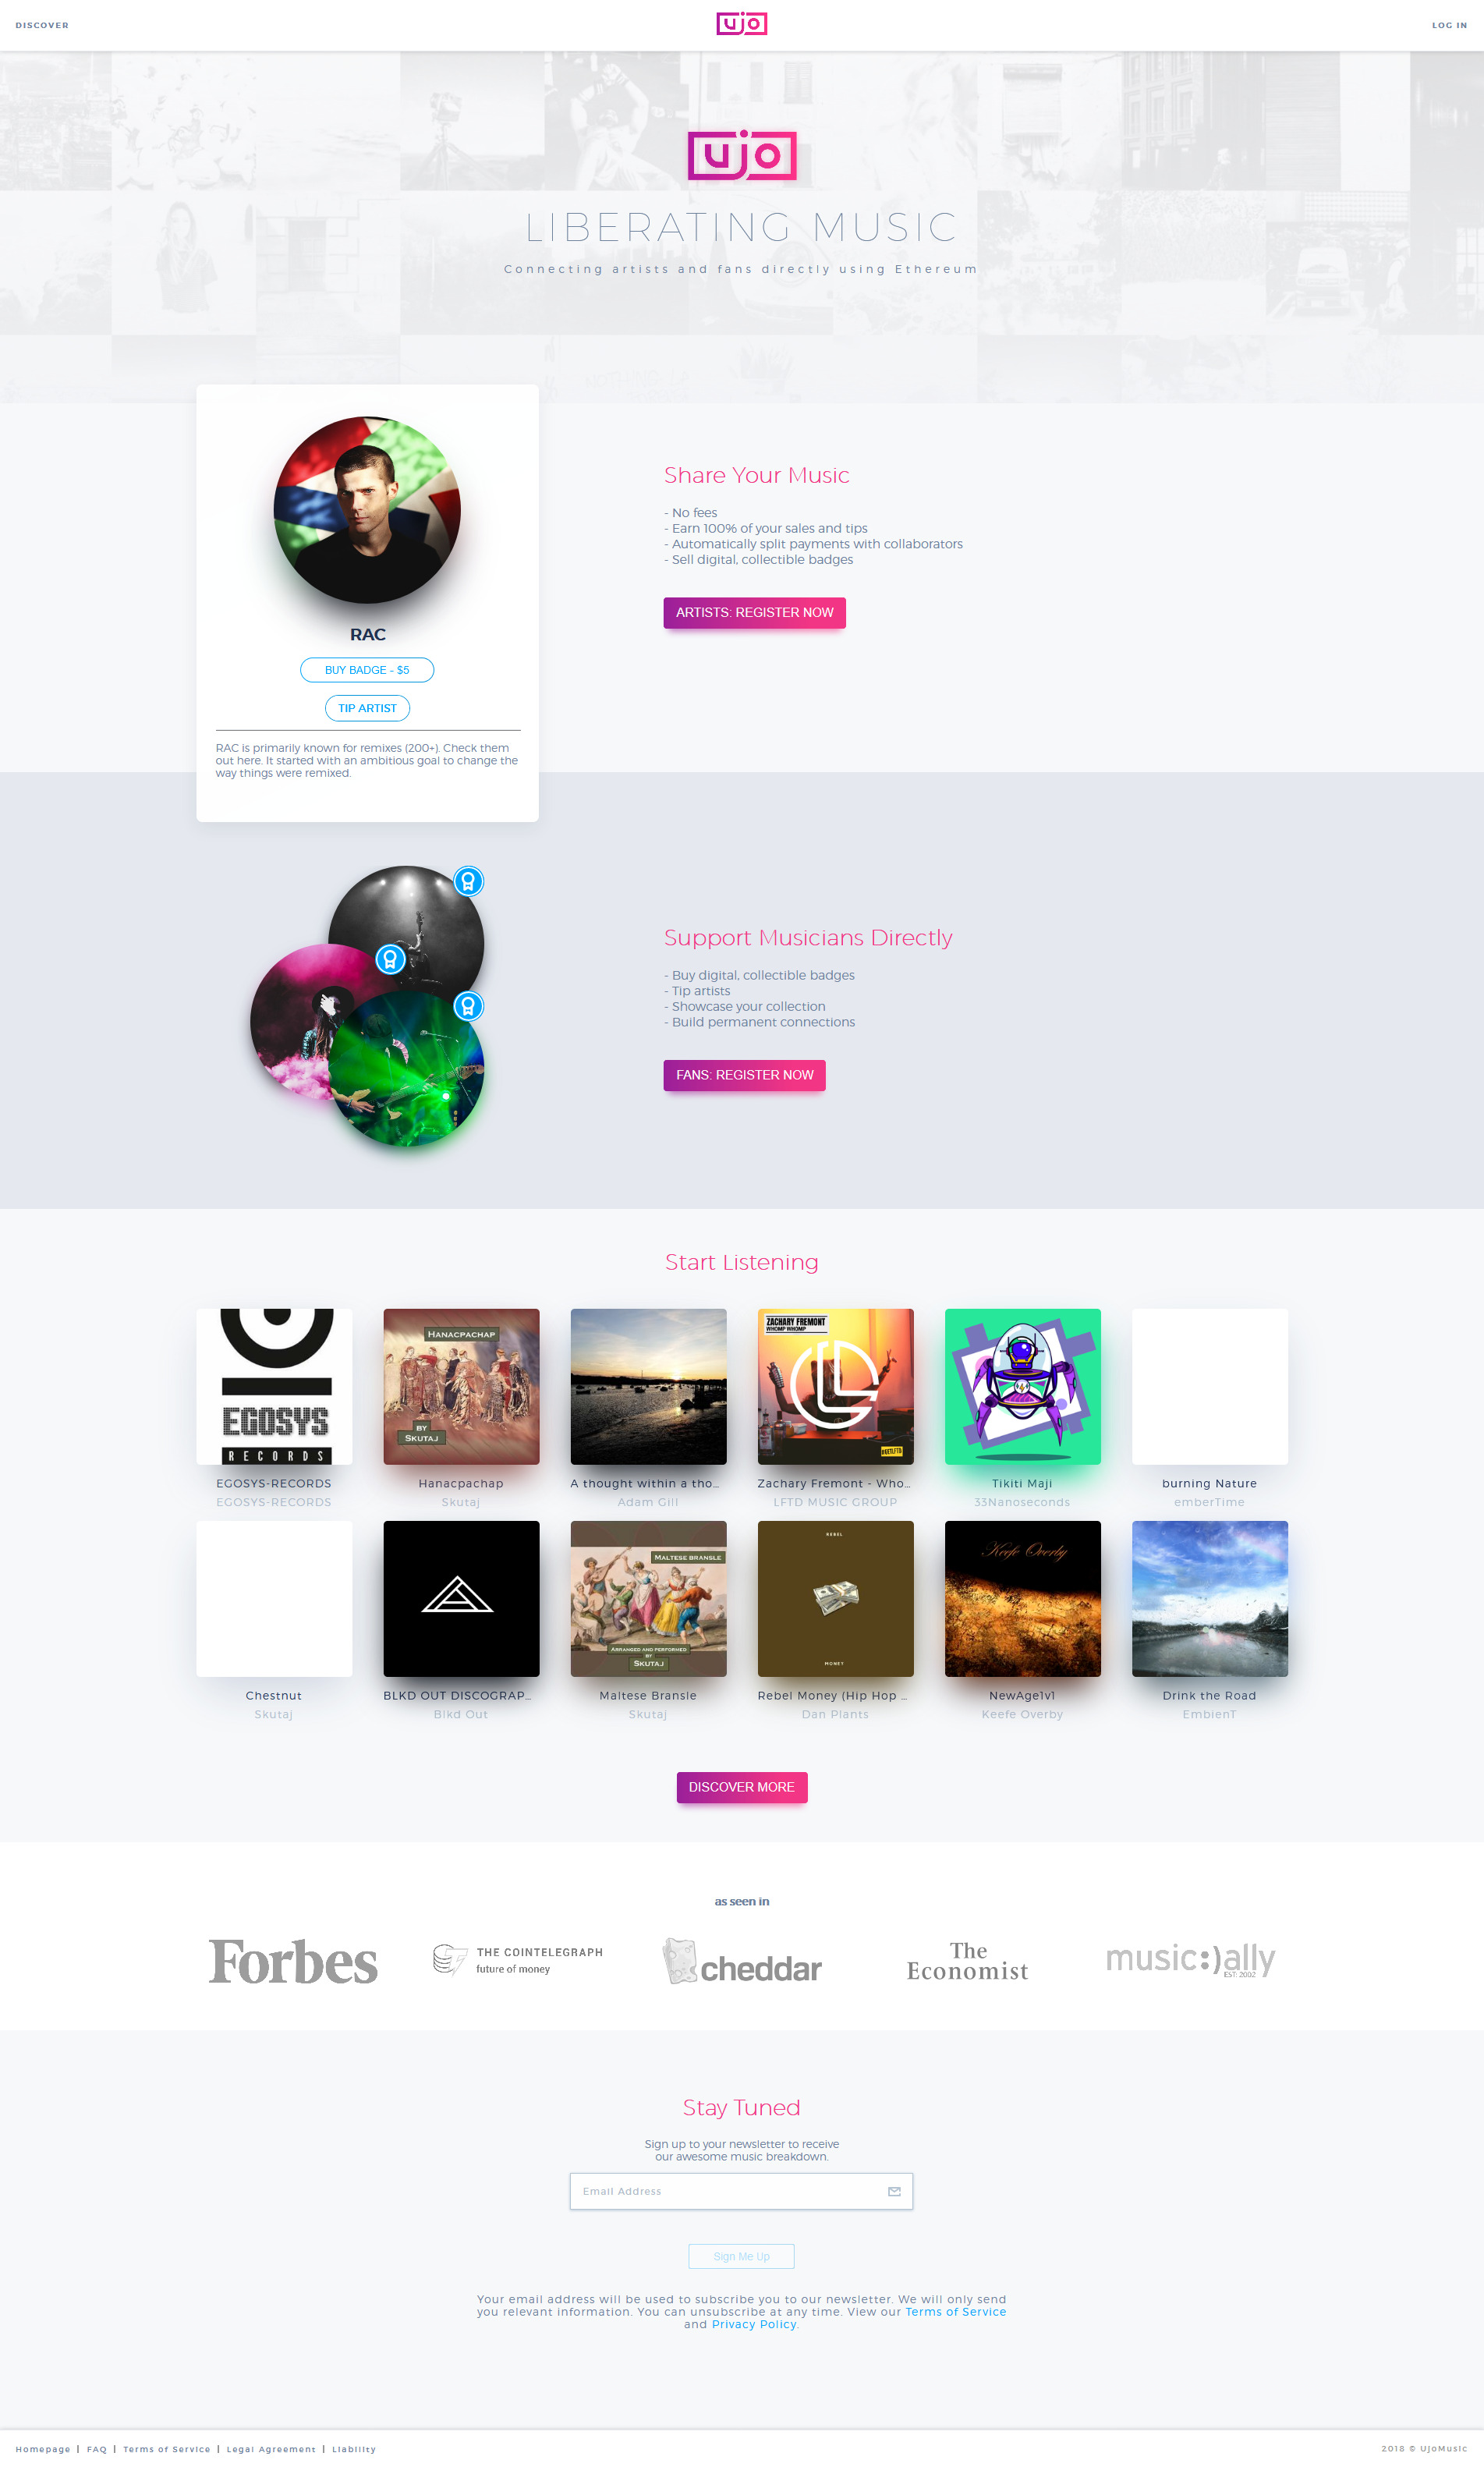 DISCOVER
ujo
LOG IN
ujo
LIBERATING MUSIC
Connecting artists and fans directly using Ethereum
RAC
BUY BADGE - $5
TIP ARTIST
RAC is primarily known for remixes (200+). Check them
out here. It started with an ambitious goal to change the
way things were remixed.
Share Your Music
- No fees
- Earn 100% of your sales and tips
- Automatically split payments with collaborators
- Sell digital, collectible badges
ARTISTS: REGISTER NOW
Support Musicians Directly
- Buy digital, collectible badges
- Tip artists
- Showcase your collection
- Build permanent connections
FANS: REGISTER NOW
Start Listening
EGOSYS
RECORDS
EGOSYS-RECORDS
EGOSYS-RECORDS
HANACPACHAP
BY
SKUTAJ
Hanacpachap
Skutaj
A thought within a tho...
Adam Gill
ZACHARY FREMONT
WHOMP WHOMP
#GETLFTD
Zachary Fremont - Who...
LFTD MUSIC GROUP
Tikiti Maji
33Nanoseconds
burning Nature
emberTime
Chestnut
Skutaj
BLKD OUT DISCOGRAP...
Blkd Out
MALTESE BRANSLE
ARRANGED AND PERFORMED
BY
SKUTAJ
Maltese Bransle
Skutaj
REBEL
MONEY
Rebel Money (Hip Hop ...
Dan Plants
Keefe Overby
NewAge1v1
Keefe Overby
Drink the Road
EmbienT
DISCOVER MORE
as seen in
Forbes
THE COINTELEGRAPH
future of money
cheddar
The
Economist
music:)ally
EST: 2002
Stay Tuned
Sign up to your newsletter to receive
our awesome music breakdown.
Email Address
Sign Me Up
Your email address will be used to subscribe you to our newsletter. We will only send
you relevant information. You can unsubscribe at any time. View our Terms of Service
and Privacy Policy.
Homepage | FAQ | Terms of Service | Legal Agreement | Liability
2018 © UjoMusic